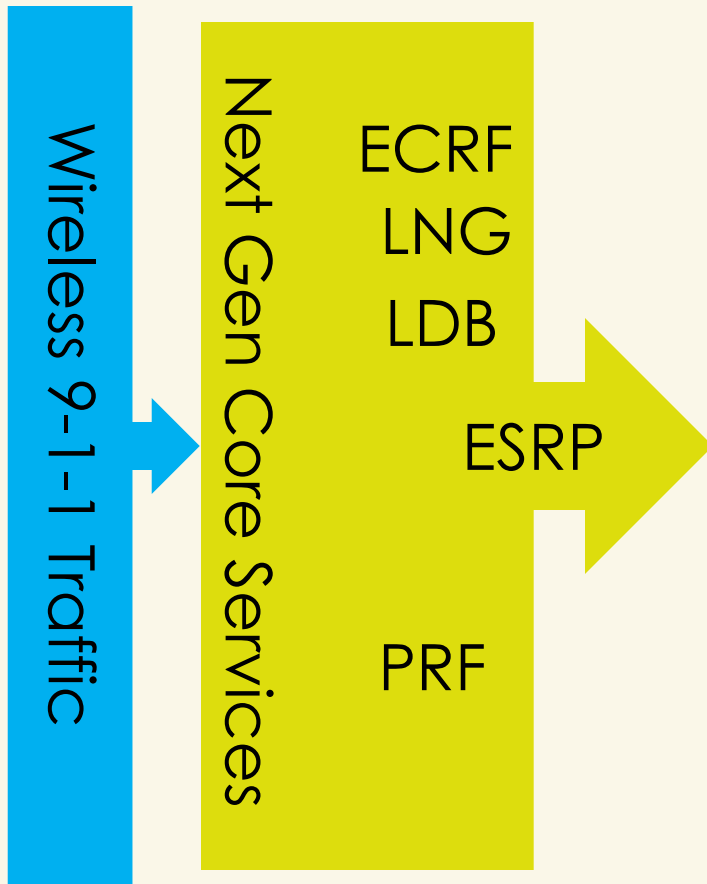 Wireless 9-1-1 Traffic
Next Gen Core Services
ECRF
LNG
LDB
ESRP
PRF